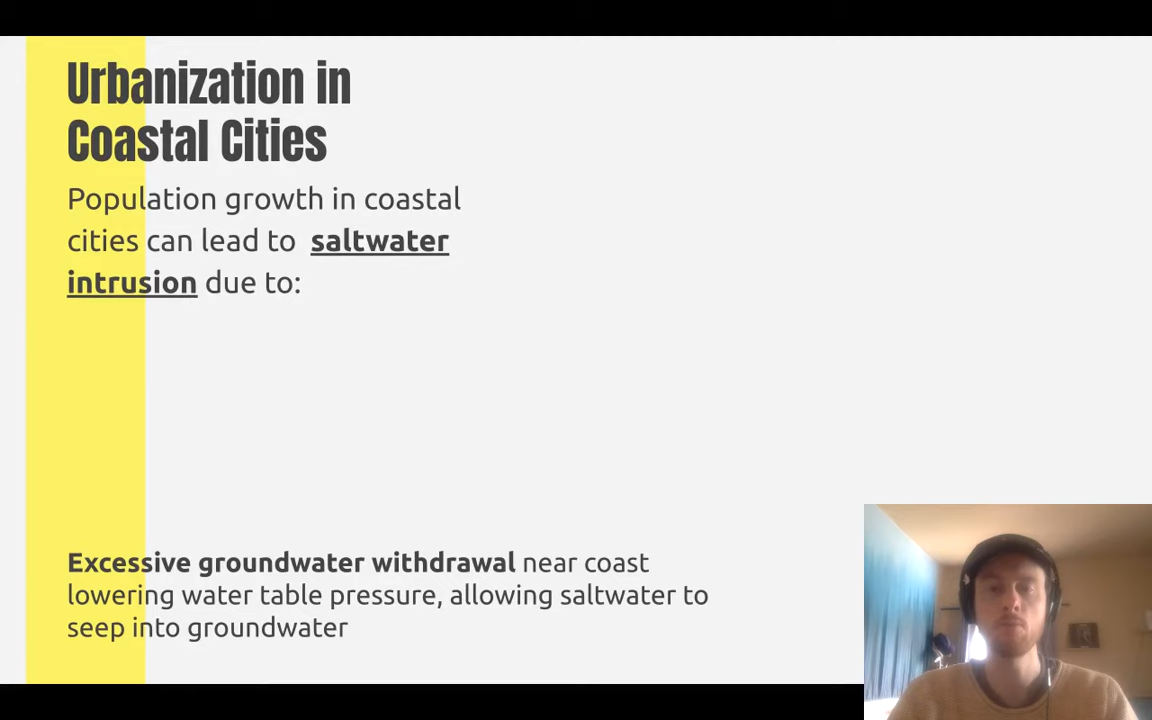 Urbanization in
Coastal Cities
Population growth in coastal
cities can lead to saltwater
intrusion due to:
Excessive groundwater withdrawal near coast
lowering water table pressure, allowing saltwater to
seep into groundwater